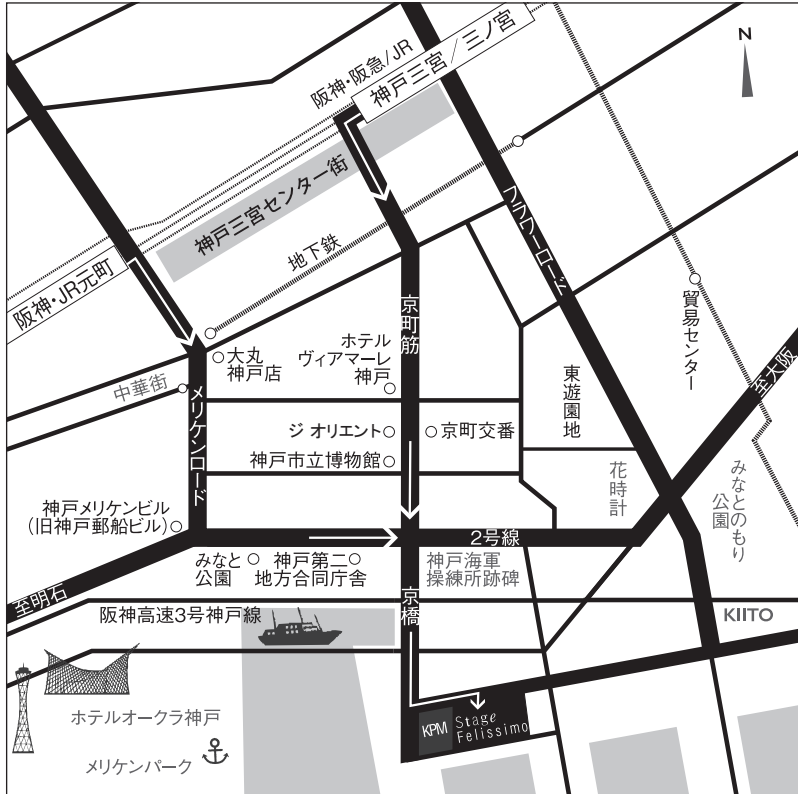 N
阪神・阪急/JR
神戸三宮/三ノ宮
神戸三宮センター街
地下鉄
阪神・JR元町
フラワーロード
貿易センター
京町筋
ホテル
ヴィアマーレ
神戸
大丸
神戸店
中華街
メリケンロード
東遊園地
至大阪
ジ オリエント
京町交番
神戸市立博物館
花時計
みなとのもり
公園
神戸メリケンビル
(旧神戸郵船ビル)
2号線
みなと
公園
神戸第二
地方合同庁舎
神戸海軍
操練所跡碑
至明石
阪神高速3号神戸線
京橋
KIITO
ホテルオークラ神戸
メリケンパーク
KPM
Stage
Felissimo